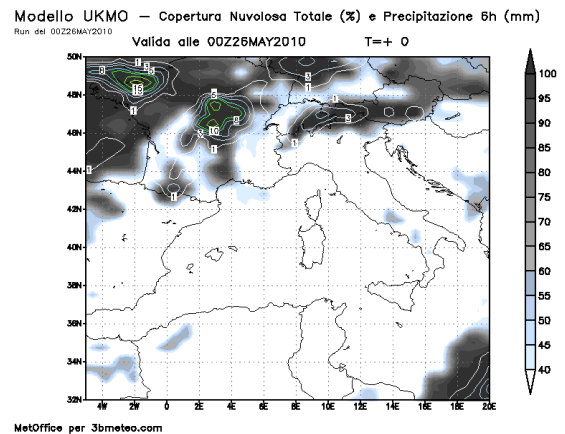 Modello UKMO — Copertura Nuvolosa Totale (%) e Precipitazione 6h (mm)
Run del 00Z26MAY2010
Valida alle 00Z26MAY2010 T=+ 0
50N
48N
46N
44N
42N
40N
38N
36N
34N
32N
4W 2W 0 2E 4E 6E 8E 10E 12E 14E 16E 18E 20E
100
95
90
85
80
75
70
65
60
55
50
45
40
MetOffice per 3bmeteo.com